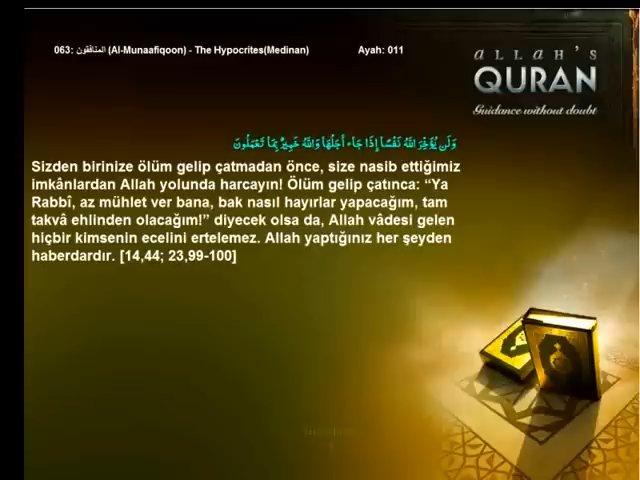 063: المنافقون (Al-Munaafiqoon) - The Hypocrites(Medinan) Ayah: 011
ALLAH'S
QURAN
Guidance without doubt
وَلَن يُؤَخِّرَ اللَّهُ نَفْسًا إِذَا جَاءَ أَجَلُهَا وَاللَّهُ خَبِيرٌ بِمَا تَعْمَلُونَ
Sizden birinize ölüm gelip çatmadan önce, size nasib ettiğimiz
imkânlardan Allah yolunda harcayın! Ölüm gelip çatınca: “Ya
Rabbî, az mühlet ver bana, bak nasıl hayırlar yapacağım, tam
takvâ ehlinden olacağım!” diyecek olsa da, Allah vâdesi gelen
hiçbir kimsenin ecelini ertelemez. Allah yaptığınız her şeyden
haberdardır. [14,44; 23,99-100]